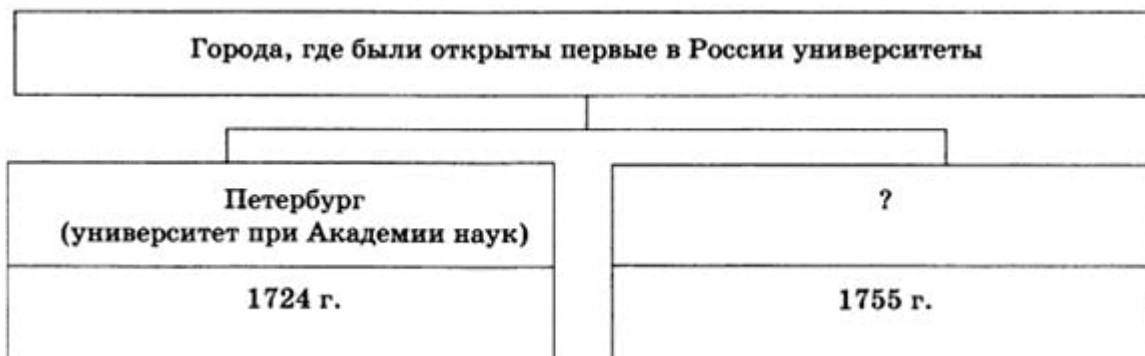 Города, где были открыты первые в России университеты
Петербург
(университет при Академии наук)
1724 г.
?
1755 г.